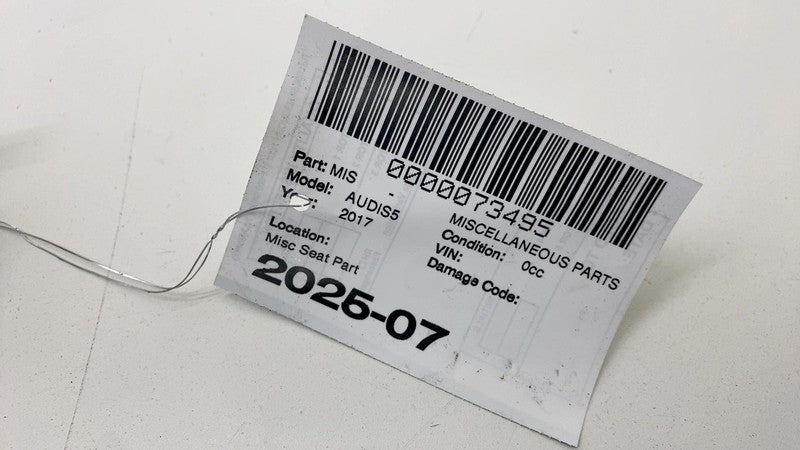 0000073495
Part: MIS - MISCELLANEOUS PARTS
Model: AUDIS5 Condition: 0cc
Year: 2017 VIN:
Location: Damage Code:
Misc Seat Part
2025-07